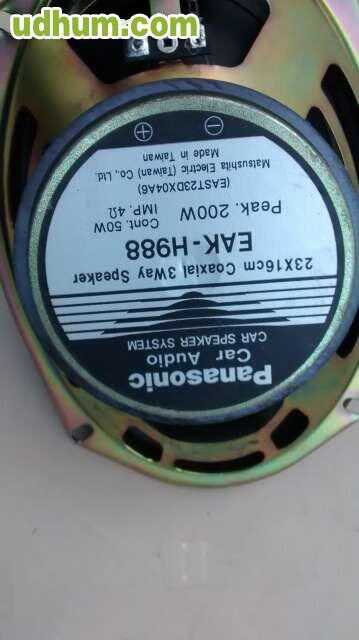 udhum.com
Panasonic
Car Audio
CAR SPEAKER SYSTEM
23X16cm Coaxial 3Way Speaker
EAK-H988
Cont. 50W
Peak. 200W
IMP. 4Ω
(EAST23DX04A6)
Matsushita Electric (Taiwan) Co., Ltd.
Made in Taiwan
− +